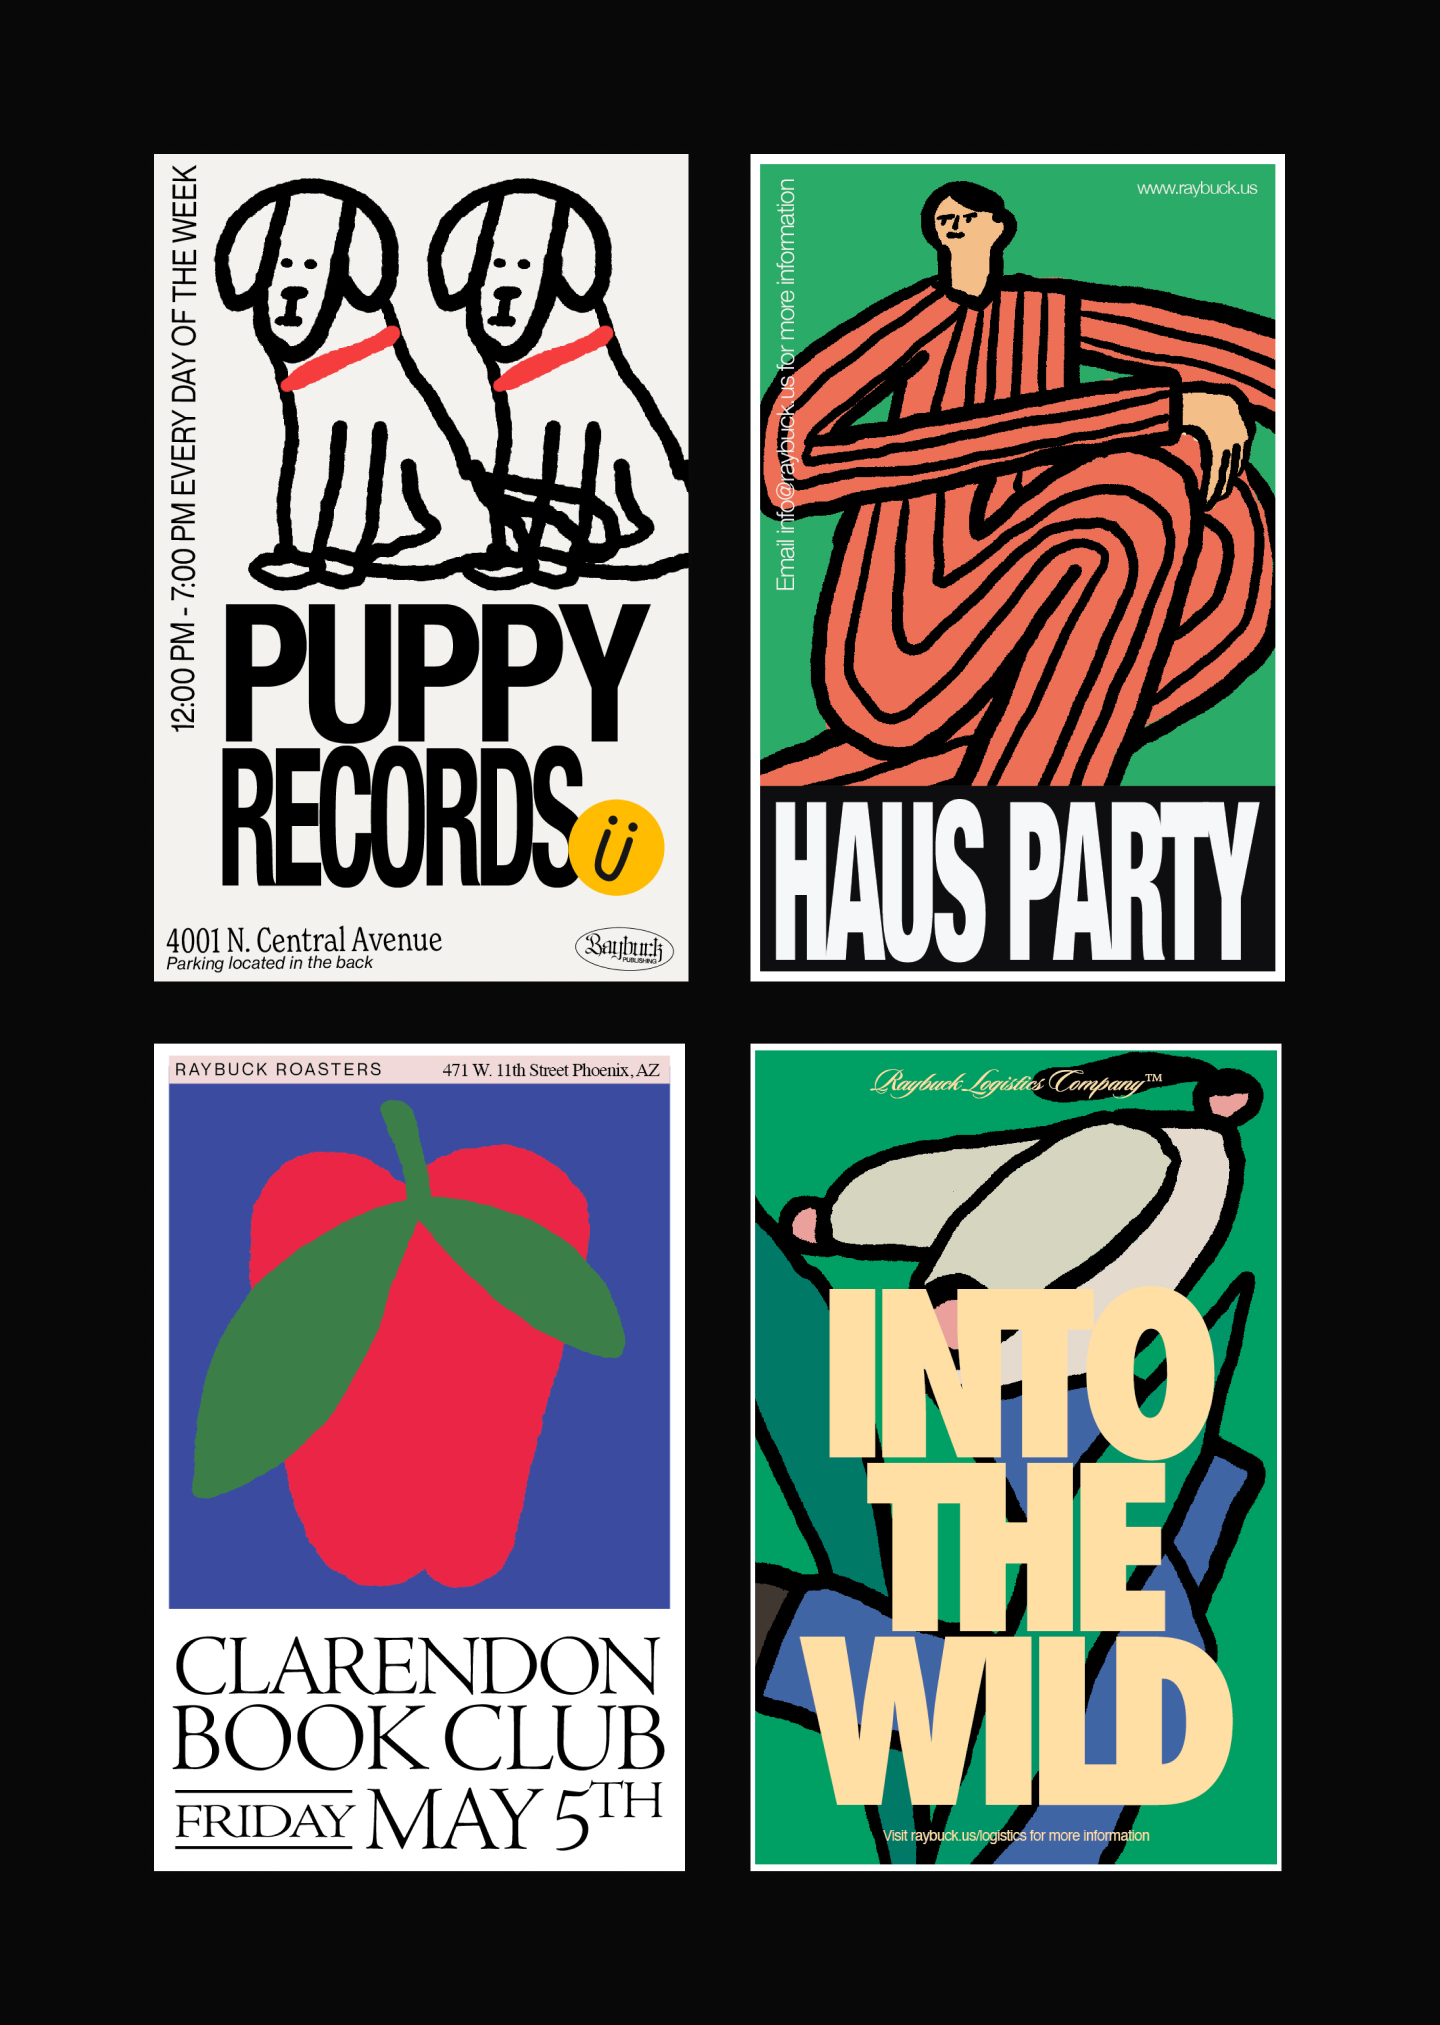 12:00 PM - 7:00 PM EVERY DAY OF THE WEEK
PUPPY
RECORDS
Ü
4001 N. Central Avenue
Parking located in the back
Raybuck
PUBLISHING
www.raybuck.us
Email info@raybuck.us for more information
HAUS PARTY
RAYBUCK ROASTERS
471 W. 11th Street Phoenix, AZ
CLARENDON
BOOK CLUB
FRIDAY MAY 5TH
Raybuck Logistics Company™
INTO
THE
WILD
Visit raybuck.us/logistics for more information